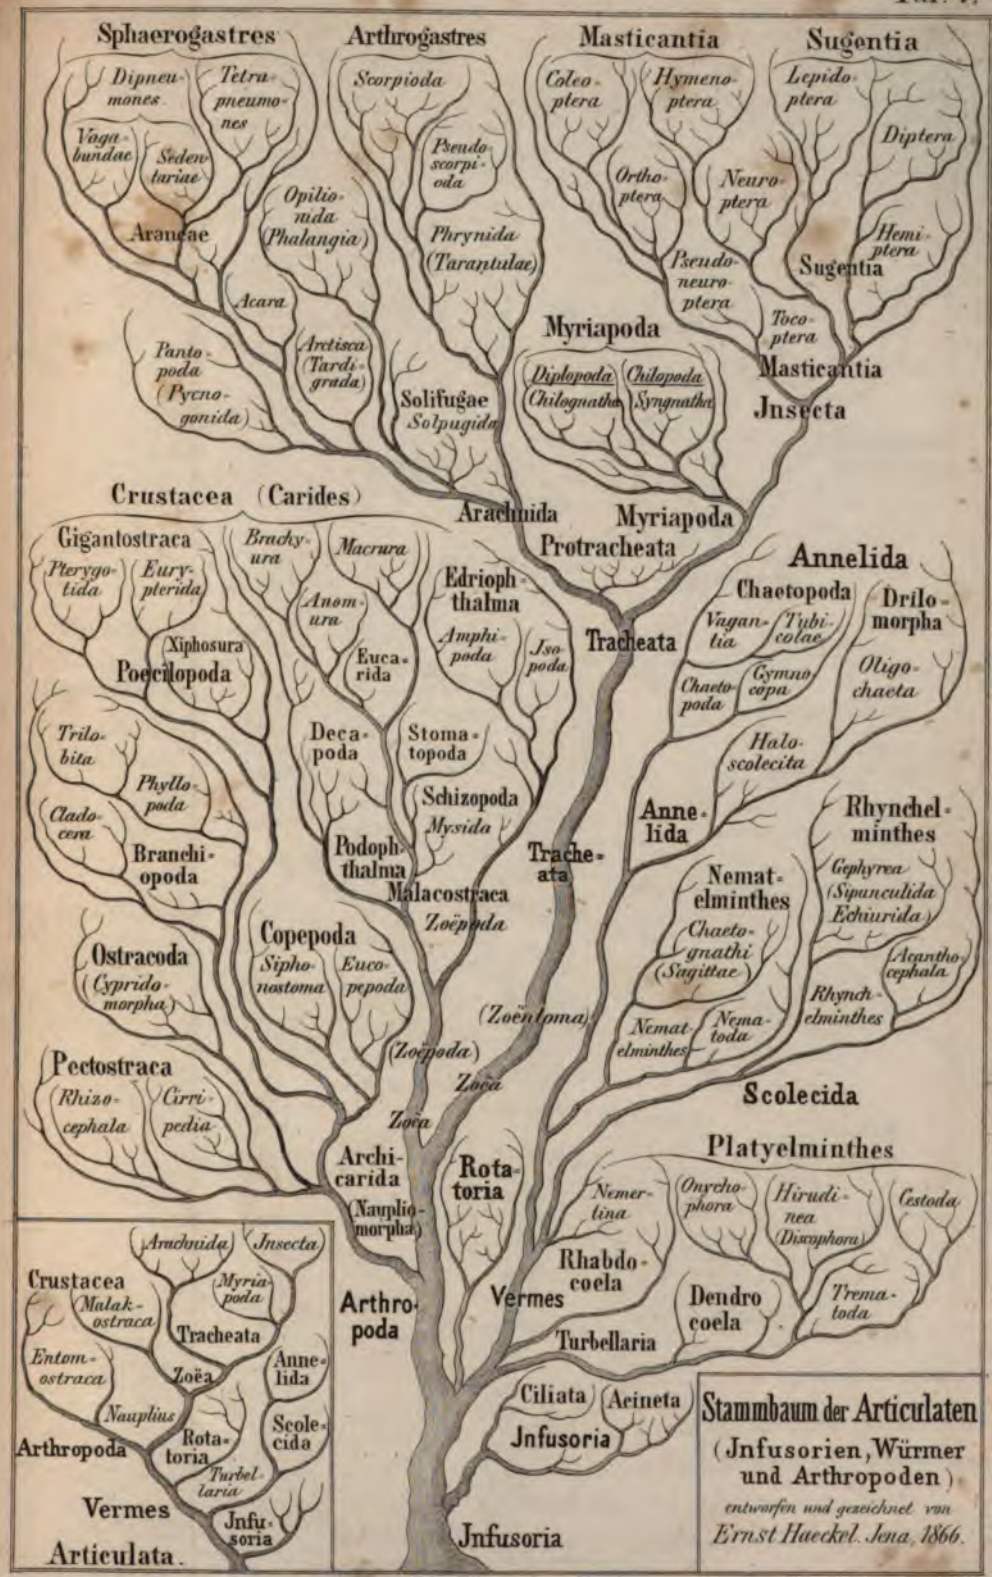 Sphaerogastres
Dipneu-
mones.
Tetra-
pneumo-
nes
Vaga-
bundae
Seden-
tariae
Araneae
Arthrogastres
Scorpioda
Pseudo-
scorpi-
oda
Opilio-
nida
(Phalangia)
Phrynida
(Tarantulae)
Acara
Arctisca
(Tardi-
grada)
Panto-
poda
(Pycno-
gonida)
Solifugae
Solpugida
Arachnida
Masticantia
Coleo-
ptera
Hymeno-
ptera
Ortho-
ptera
Neuro-
ptera
Pseudo-
neuro-
ptera
Toco-
ptera
Masticantia
Sugentia
Lepido-
ptera
Diptera
Hemi-
ptera
Sugentia
Jnsecta
Myriapoda
Diplopoda
Chilognatha
Chilopoda
Syngnatha
Myriapoda
Protracheata
Tracheata
Crustacea (Carides)
Gigantostraca
Pterygo-
tida
Eury-
pterida
Xiphosura
Poecilopoda
Brachy-
ura
Macrura
Anom-
ura
Euca-
rida
Deca-
poda
Edrioph-
thalma
Amphi-
poda
Jso-
poda
Stoma-
topoda
Schizopoda
Mysida
Podoph-
thalma
Malacostraca
Zoëpoda
Trilo-
bita
Phyllo-
poda
Clado-
cera
Branchi-
opoda
Ostracoda
(Cyprido-
morpha)
Copepoda
Sipho-
nostoma
Euco-
pepoda
Pectostraca
Rhizo-
cephala
Cirri-
pedia
(Zoëpoda)
Zoëa
Archi-
carida
(Nauplio-
morpha)
Trache-
ata
(Zoëntoma)
Zoëa
Annelida
Chaetopoda
Vagan-
tia
Tubi-
colae
Chaeto-
poda
Gymno-
copa
Drilo-
morpha
Oligo-
chaeta
Halo-
scolecita
Anne-
lida
Rhynchel-
minthes
Gephyrea
(Sipunculida
Echiurida)
Acantho-
cephala
Rhynch-
elminthes
Nemat-
elminthes
Chaeto-
gnathi
(Sagittae)
Nemat-
elminthes
Nema-
toda
Scolecida
Platyelminthes
Nemer-
tina
Onycho-
phora
Hirudi-
nea
(Discophora)
Cestoda
Rhabdo-
coela
Dendro
coela
Trema-
toda
Turbellaria
Rota-
toria
Vermes
Arthro-
poda
Ciliata
Acineta
Jnfusoria
Jnfusoria
Arachnida
Jnsecta
Crustacea
Malak-
ostraca
Myria-
poda
Tracheata
Entom-
ostraca
Zoëa
Anne-
lida
Nauplius
Arthropoda
Rota-
toria
Scole-
cida
Turbel-
laria
Vermes
Jnfu-
soria
Articulata.
Stammbaum der Articulaten
(Jnfusorien, Würmer
und Arthropoden)
entworfen und gezeichnet von
Ernst Haeckel. Jena, 1866.